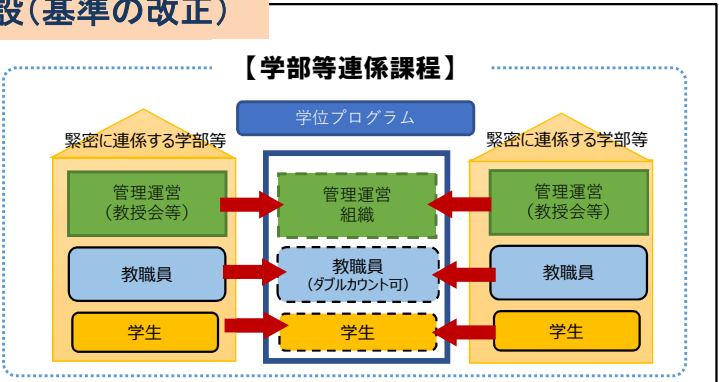 設(基準の改正)
【学部等連係課程】
学位プログラム
緊密に連係する学部等
管理運営
(教授会等)
教職員
学生
管理運営
組織
教職員
(ダブルカウント可)
学生
緊密に連係する学部等
管理運営
(教授会等)
教職員
学生